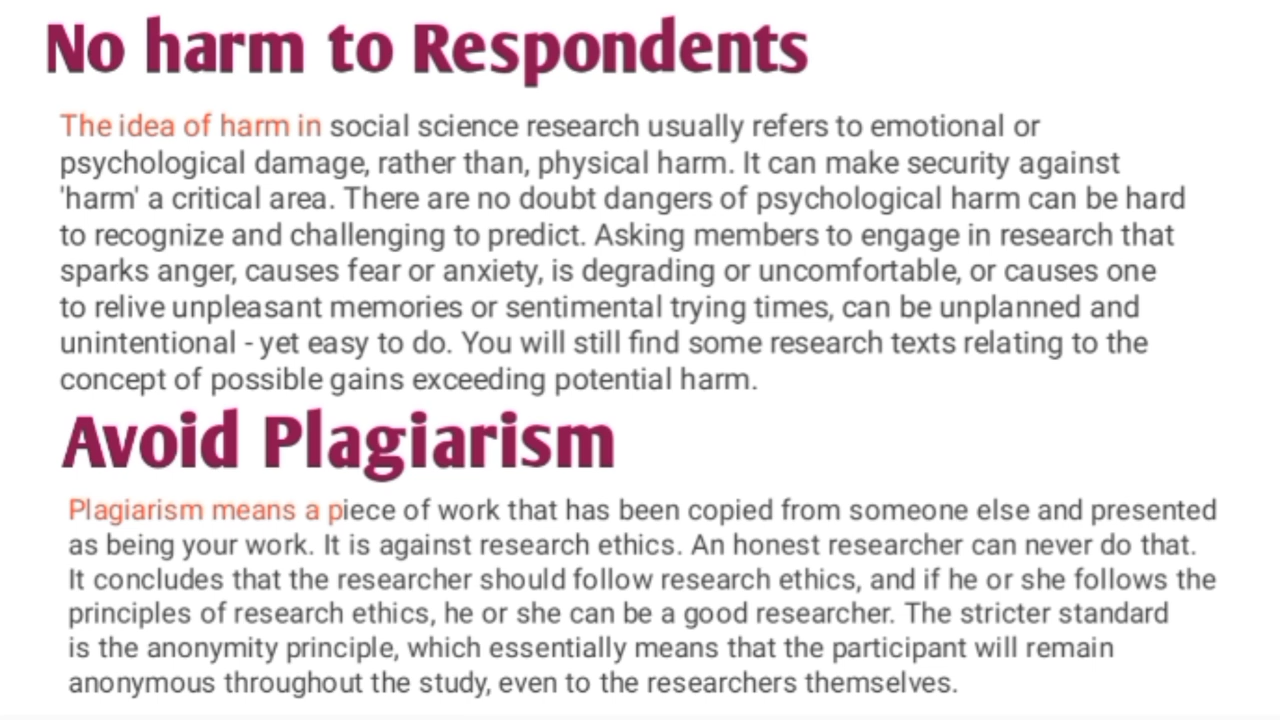 No harm to Respondents
The idea of harm in social science research usually refers to emotional or
psychological damage, rather than, physical harm. It can make security against
'harm' a critical area. There are no doubt dangers of psychological harm can be hard
to recognize and challenging to predict. Asking members to engage in research that
sparks anger, causes fear or anxiety, is degrading or uncomfortable, or causes one
to relive unpleasant memories or sentimental trying times, can be unplanned and
unintentional - yet easy to do. You will still find some research texts relating to the
concept of possible gains exceeding potential harm.
Avoid Plagiarism
Plagiarism means a piece of work that has been copied from someone else and presented
as being your work. It is against research ethics. An honest researcher can never do that.
It concludes that the researcher should follow research ethics, and if he or she follows the
principles of research ethics, he or she can be a good researcher. The stricter standard
is the anonymity principle, which essentially means that the participant will remain
anonymous throughout the study, even to the researchers themselves.